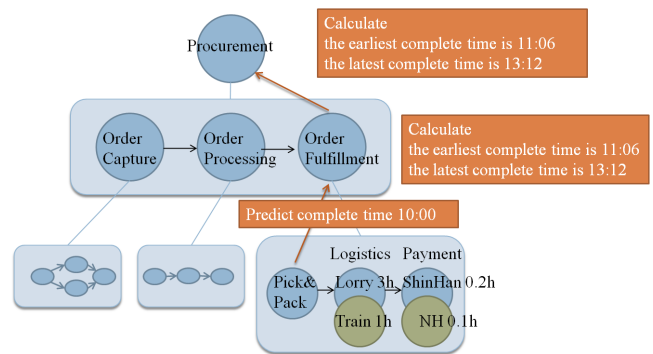 Procurement
Calculate
the earliest complete time is 11:06
the latest complete time is 13:12
Order
Capture
Order
Processing
Order
Fulfillment
Calculate
the earliest complete time is 11:06
the latest complete time is 13:12
Predict complete time 10:00
Logistics
Payment
Pick&
Pack
Lorry 3h
ShinHan 0.2h
Train 1h
NH 0.1h